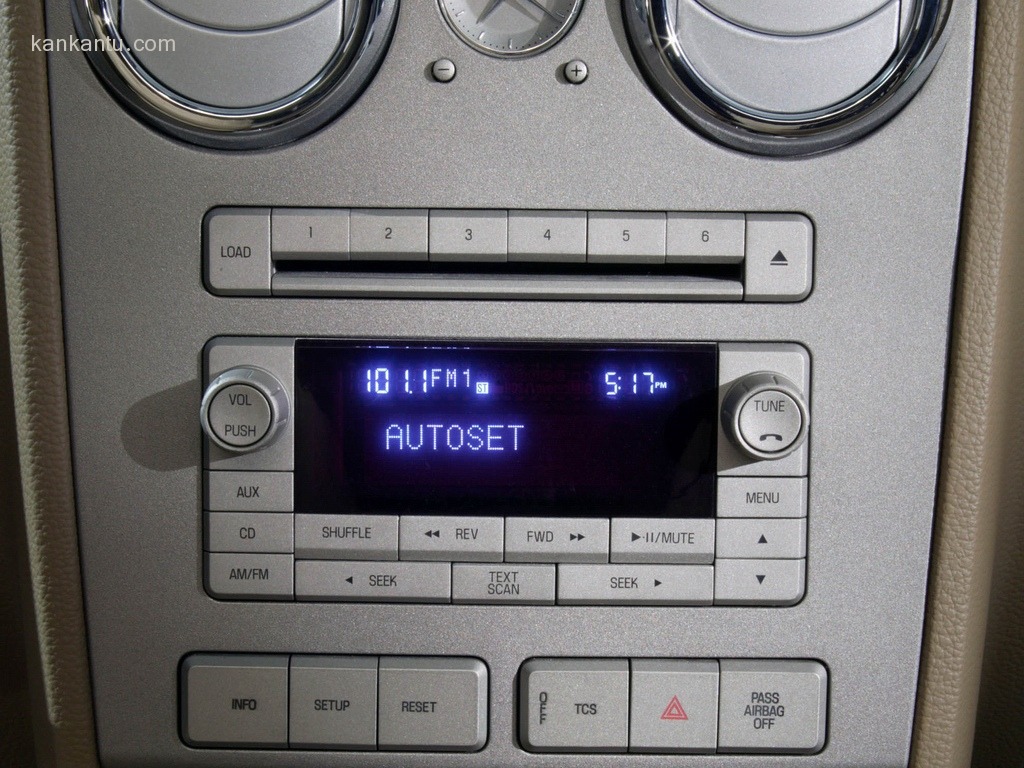 kankantu.com
− +
LOAD 1 2 3 4 5 6
101.1 FM1 ST 5:17 PM
AUTOSET
VOL
PUSH
TUNE
AUX
CD
AM/FM
MENU
SHUFFLE REV FWD /MUTE
SEEK TEXT SCAN SEEK
INFO SETUP RESET
OFF TCS
PASS
AIRBAG
OFF